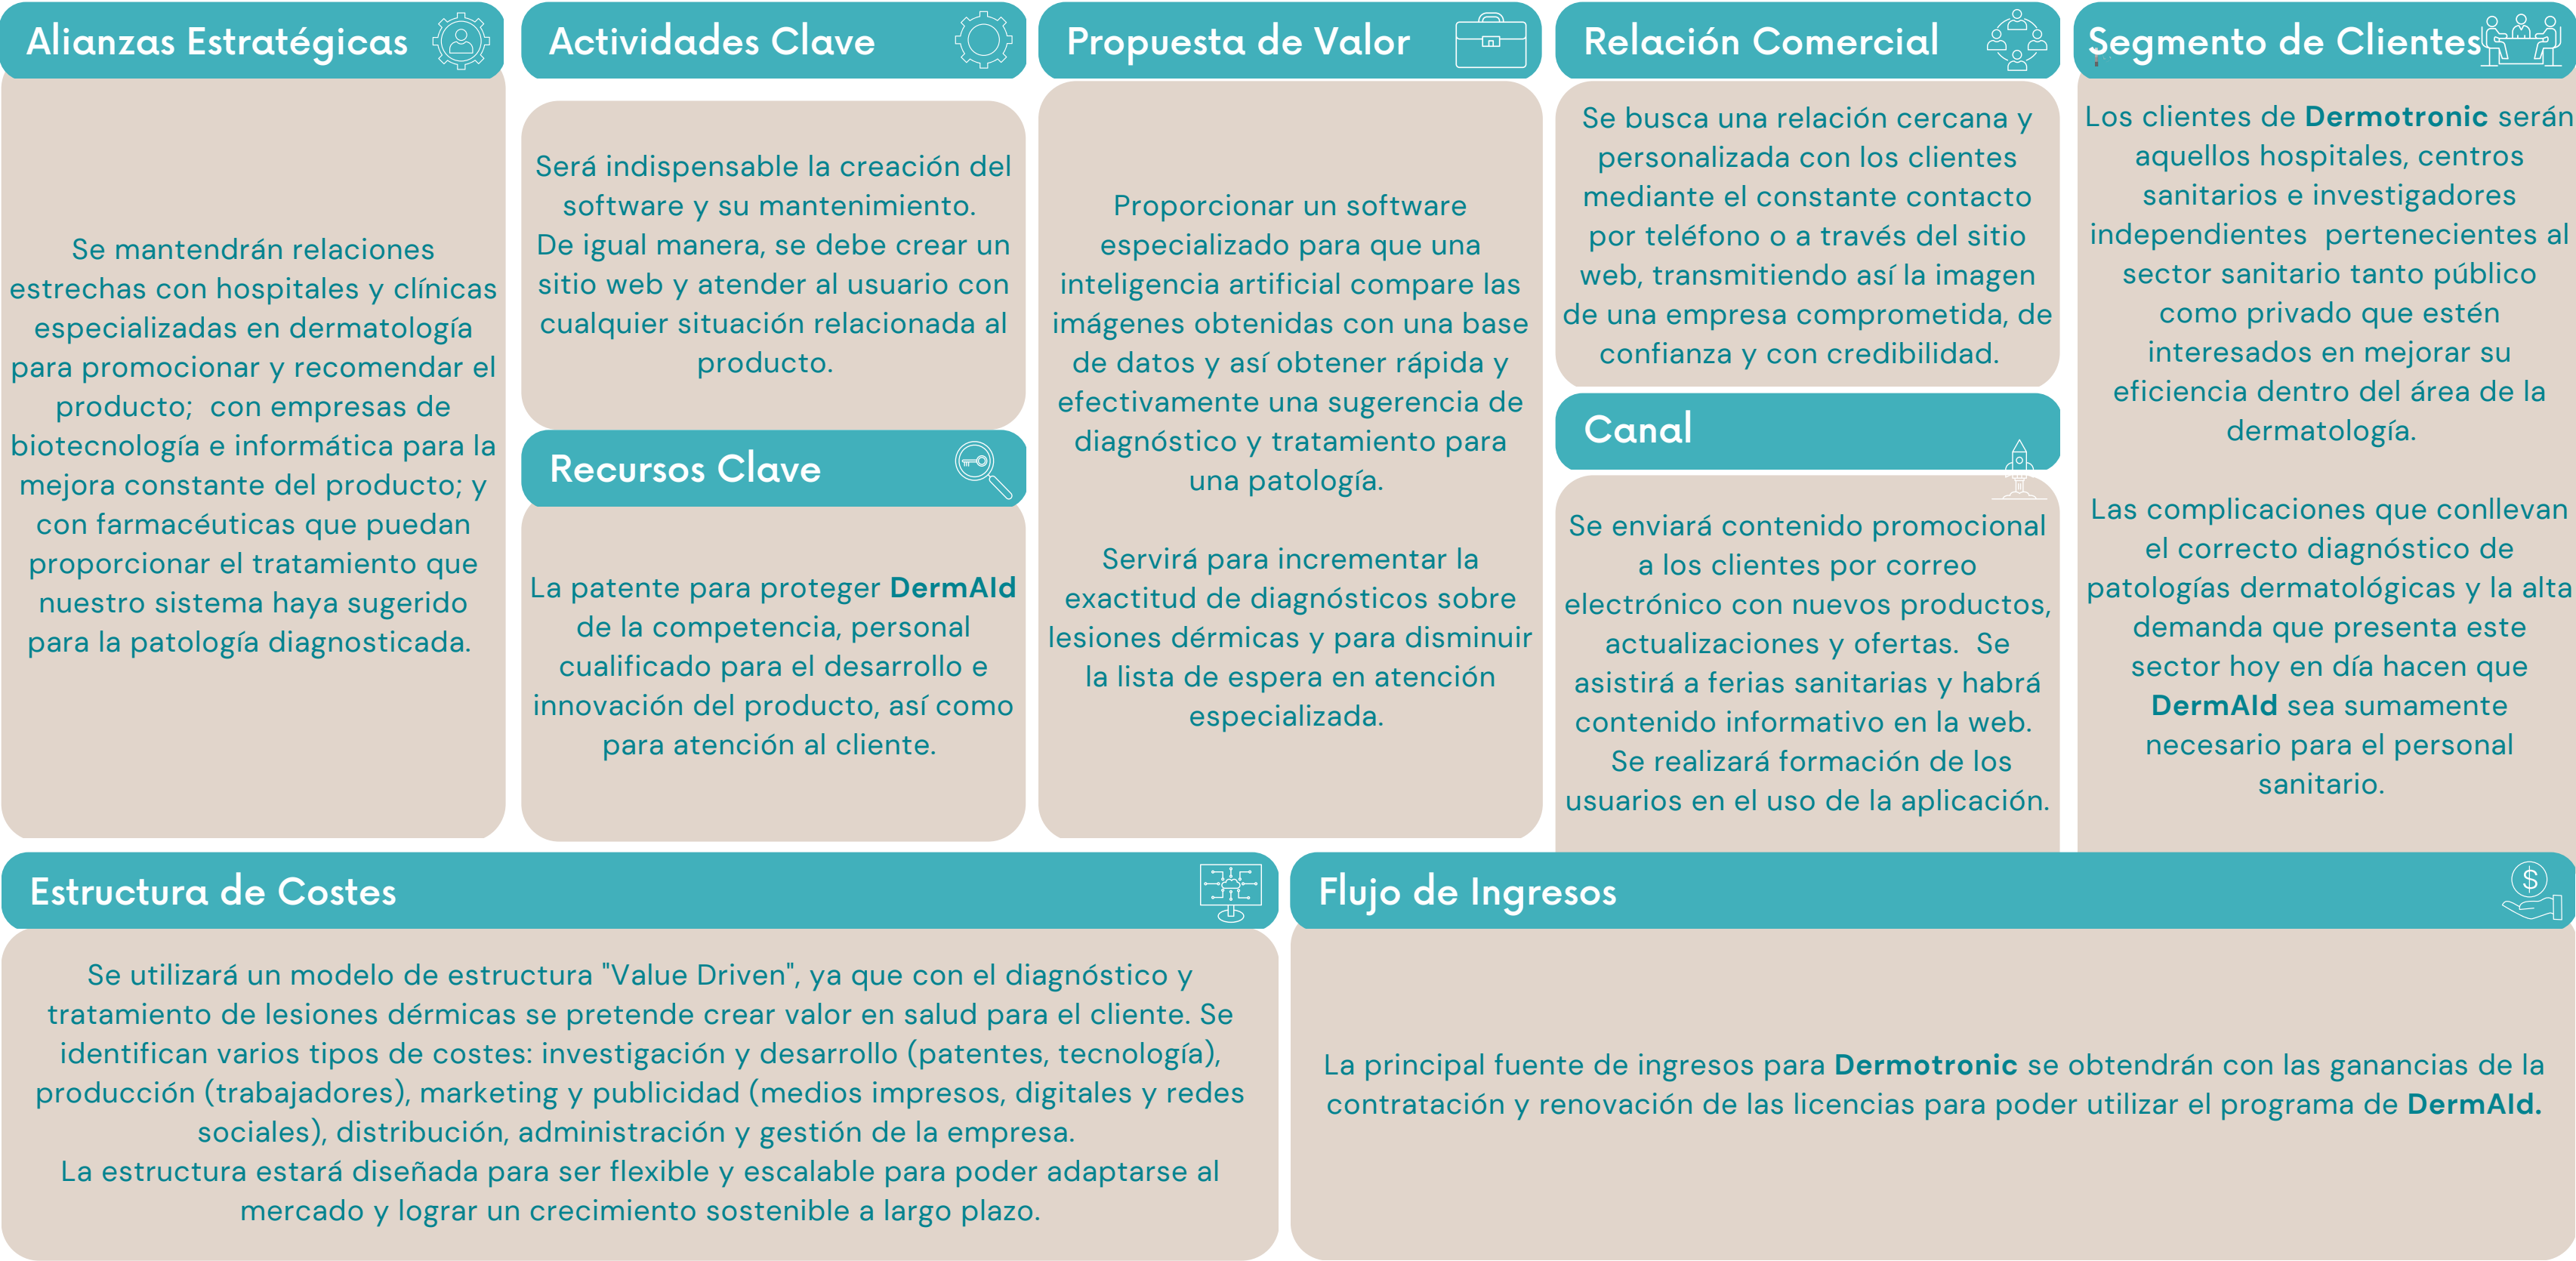 Alianzas Estratégicas
Se mantendrán relaciones
estrechas con hospitales y clínicas
especializadas en dermatología
para promocionar y recomendar el
producto;  con empresas de
biotecnología e informática para la
mejora constante del producto; y
con farmacéuticas que puedan
proporcionar el tratamiento que
nuestro sistema haya sugerido
para la patología diagnosticada.
Actividades Clave
Será indispensable la creación del
software y su mantenimiento.
De igual manera, se debe crear un
sitio web y atender al usuario con
cualquier situación relacionada al
producto.
Recursos Clave
La patente para proteger DermAId
de la competencia, personal
cualificado para el desarrollo e
innovación del producto, así como
para atención al cliente.
Propuesta de Valor
Proporcionar un software
especializado para que una
inteligencia artificial compare las
imágenes obtenidas con una base
de datos y así obtener rápida y
efectivamente una sugerencia de
diagnóstico y tratamiento para
una patología.
Servirá para incrementar la
exactitud de diagnósticos sobre
lesiones dérmicas y para disminuir
la lista de espera en atención
especializada.
Relación Comercial
Se busca una relación cercana y
personalizada con los clientes
mediante el constante contacto
por teléfono o a través del sitio
web, transmitiendo así la imagen
de una empresa comprometida, de
confianza y con credibilidad.
Canal
Se enviará contenido promocional
a los clientes por correo
electrónico con nuevos productos,
actualizaciones y ofertas.  Se
asistirá a ferias sanitarias y habrá
contenido informativo en la web.
Se realizará formación de los
usuarios en el uso de la aplicación.
Segmento de Clientes
Los clientes de Dermotronic serán
aquellos hospitales, centros
sanitarios e investigadores
independientes  pertenecientes al
sector sanitario tanto público
como privado que estén
interesados en mejorar su
eficiencia dentro del área de la
dermatología.
Las complicaciones que conllevan
el correcto diagnóstico de
patologías dermatológicas y la alta
demanda que presenta este
sector hoy en día hacen que
DermAId sea sumamente
necesario para el personal
sanitario.
Estructura de Costes
Se utilizará un modelo de estructura "Value Driven", ya que con el diagnóstico y
tratamiento de lesiones dérmicas se pretende crear valor en salud para el cliente. Se
identifican varios tipos de costes: investigación y desarrollo (patentes, tecnología),
producción (trabajadores), marketing y publicidad (medios impresos, digitales y redes
sociales), distribución, administración y gestión de la empresa.
La estructura estará diseñada para ser flexible y escalable para poder adaptarse al
mercado y lograr un crecimiento sostenible a largo plazo.
Flujo de Ingresos
$
La principal fuente de ingresos para Dermotronic se obtendrán con las ganancias de la
contratación y renovación de las licencias para poder utilizar el programa de DermAId.